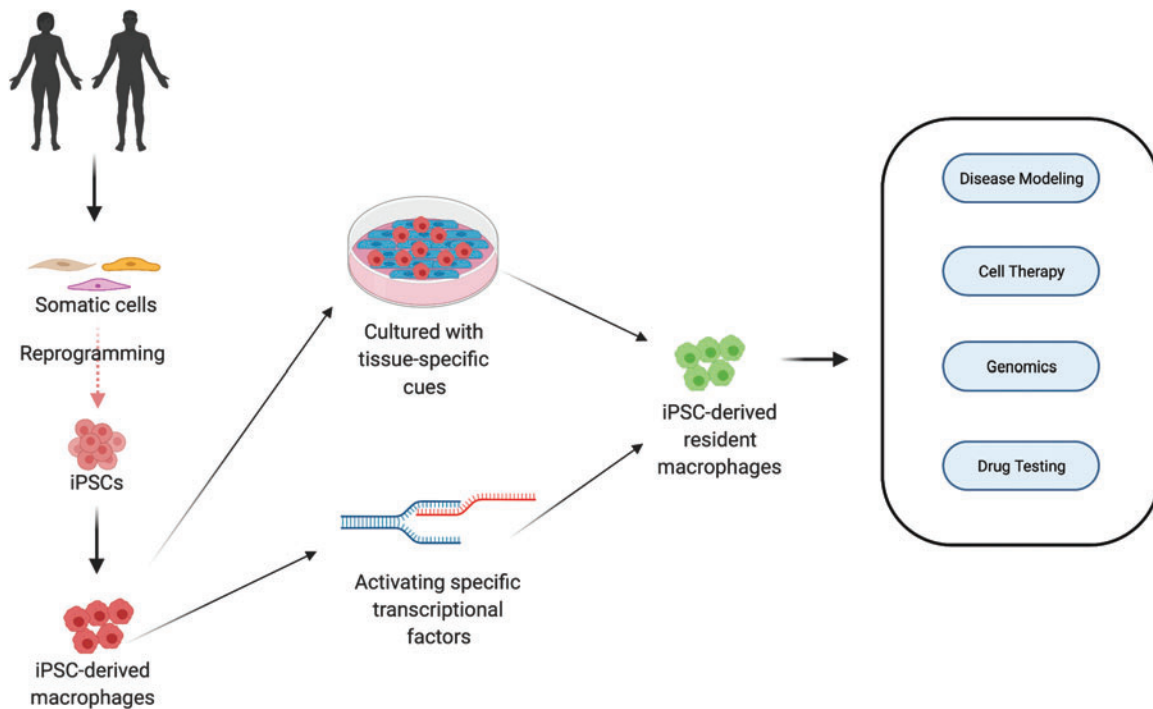 Somatic cells
Reprogramming
iPSCs
iPSC-derived
macrophages
Cultured with
tissue-specific
cues
Activating specific
transcriptional
factors
iPSC-derived
resident
macrophages
Disease Modeling
Cell Therapy
Genomics
Drug Testing